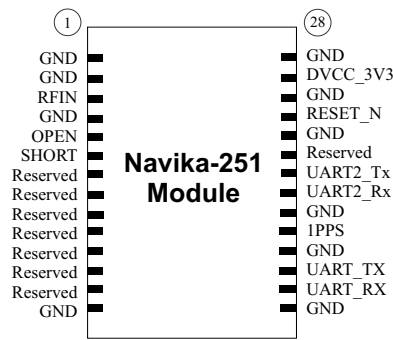 1
28
GND
GND
RFIN
GND
OPEN
SHORT
Reserved
Reserved
Reserved
Reserved
Reserved
Reserved
Reserved
GND
Navika-251
Module
GND
DVCC_3V3
GND
RESET_N
GND
Reserved
UART2_Tx
UART2_Rx
GND
1PPS
GND
UART_TX
UART_RX
GND